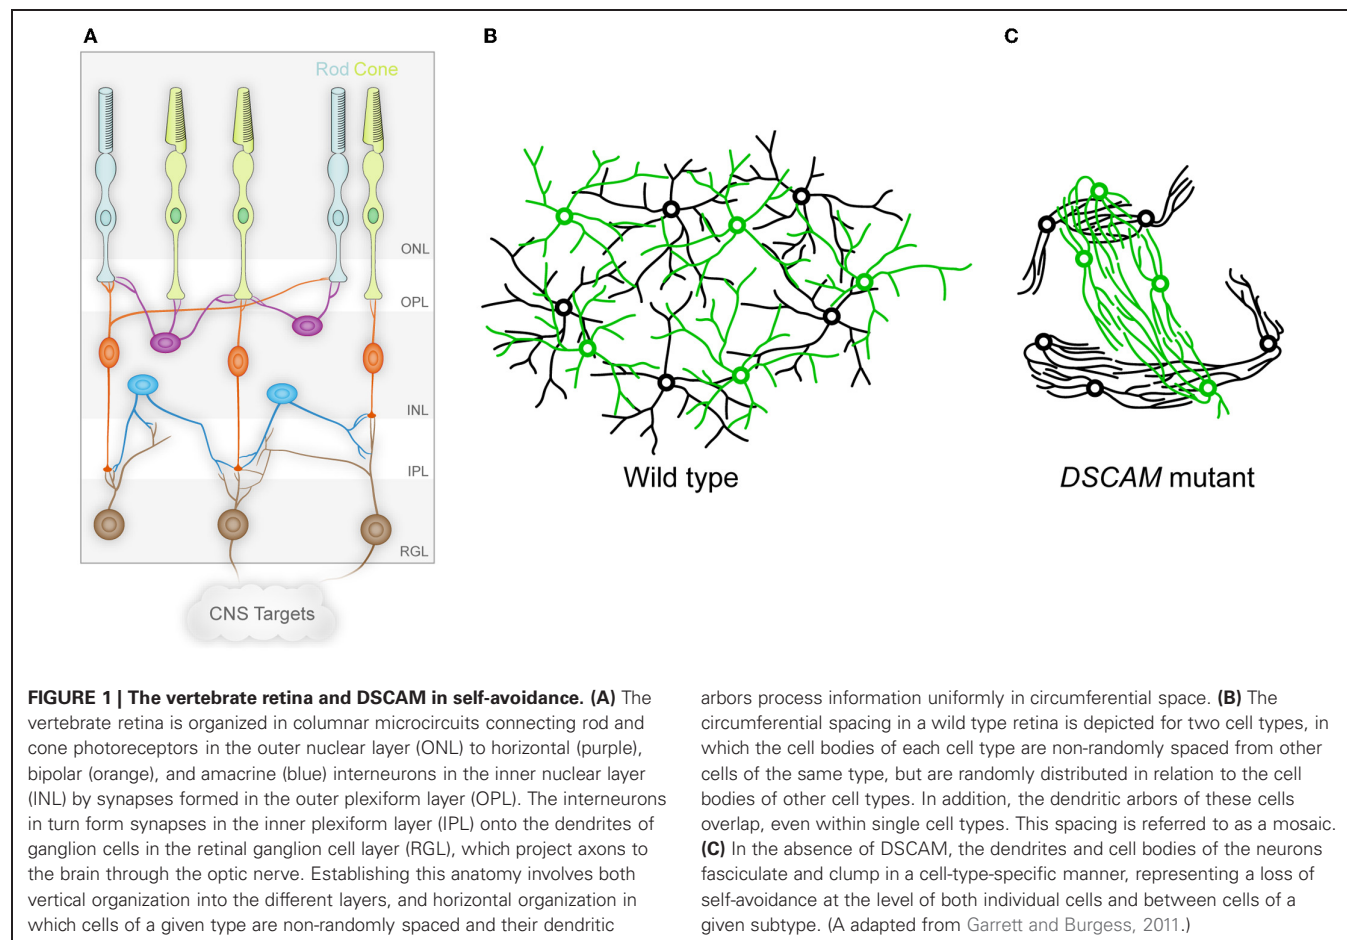 A
B
C
Rod Cone
ONL
OPL
INL
IPL
RGL
CNS Targets
Wild type
DSCAM mutant
FIGURE 1 | The vertebrate retina and DSCAM in self-avoidance. (A) The
vertebrate retina is organized in columnar microcircuits connecting rod and
cone photoreceptors in the outer nuclear layer (ONL) to horizontal (purple),
bipolar (orange), and amacrine (blue) interneurons in the inner nuclear layer
(INL) by synapses formed in the outer plexiform layer (OPL). The interneurons
in turn form synapses in the inner plexiform layer (IPL) onto the dendrites of
ganglion cells in the retinal ganglion cell layer (RGL), which project axons to
the brain through the optic nerve. Establishing this anatomy involves both
vertical organization into the different layers, and horizontal organization in
which cells of a given type are non-randomly spaced and their dendritic
arbors process information uniformly in circumferential space. (B) The
circumferential spacing in a wild type retina is depicted for two cell types, in
which the cell bodies of each cell type are non-randomly spaced from other
cells of the same type, but are randomly distributed in relation to the cell
bodies of other cell types. In addition, the dendritic arbors of these cells
overlap, even within single cell types. This spacing is referred to as a mosaic.
(C) In the absence of DSCAM, the dendrites and cell bodies of the neurons
fasciculate and clump in a cell-type-specific manner, representing a loss of
self-avoidance at the level of both individual cells and between cells of a
given subtype. (A adapted from Garrett and Burgess, 2011.)